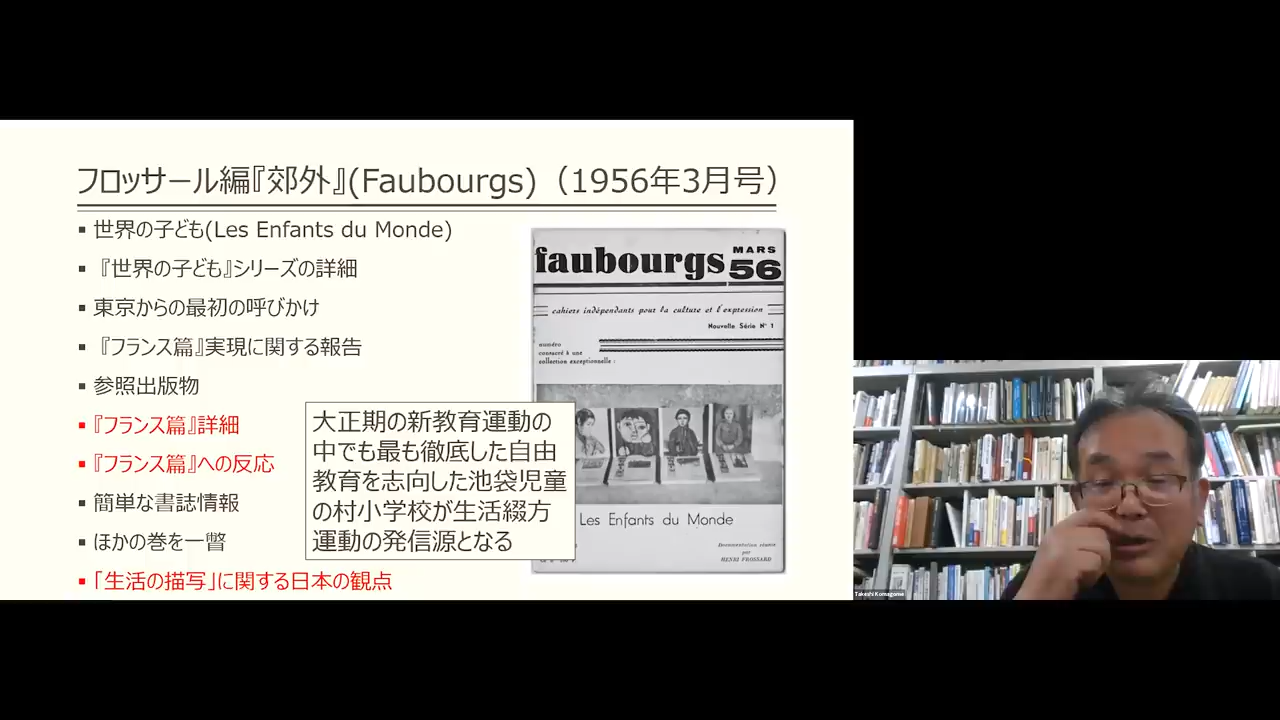 フロッサール編『郊外』(Faubourgs)（1956年3月号）
▪ 世界の子ども(Les Enfants du Monde)
▪ 『世界の子ども』シリーズの詳細
▪ 東京からの最初の呼びかけ
▪ 『フランス篇』実現に関する報告
▪ 参照出版物
▪ 『フランス篇』詳細
▪ 『フランス篇』への反応
▪ 簡単な書誌情報
▪ ほかの巻を一瞥
▪ 「生活の描写」に関する日本の観点
大正期の新教育運動の
中でも最も徹底した自由
教育を志向した池袋児童
の村小学校が生活綴方
運動の発信源となる
faubourgs
MARS
56
cahiers indépendants pour la culture et l'expression
Nouvelle Série N° 1
numéro
consacré à une
collection exceptionnelle :
Les Enfants du Monde
Documentation réunie
par
HENRI FROSSARD
Takeshi Komagome